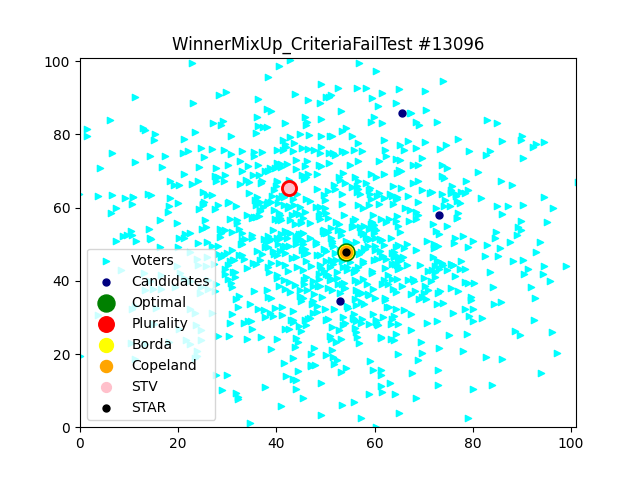 WinnerMixUp_CriteriaFailTest #13096
100
80
60
40
20
0
Voters
Candidates
Optimal
Plurality
Borda
Copeland
STV
STAR
0 20 40 60 80 100